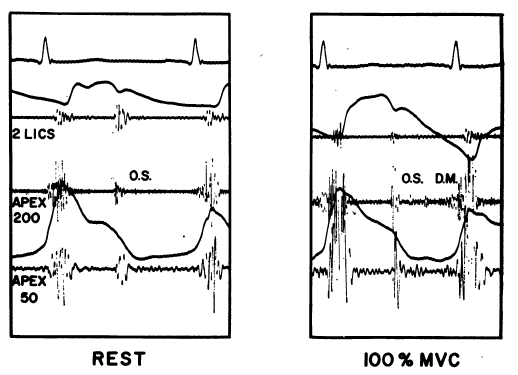 2 LICS
O.S.
APEX
200
APEX
50
REST
O.S. D.M.
100% MVC